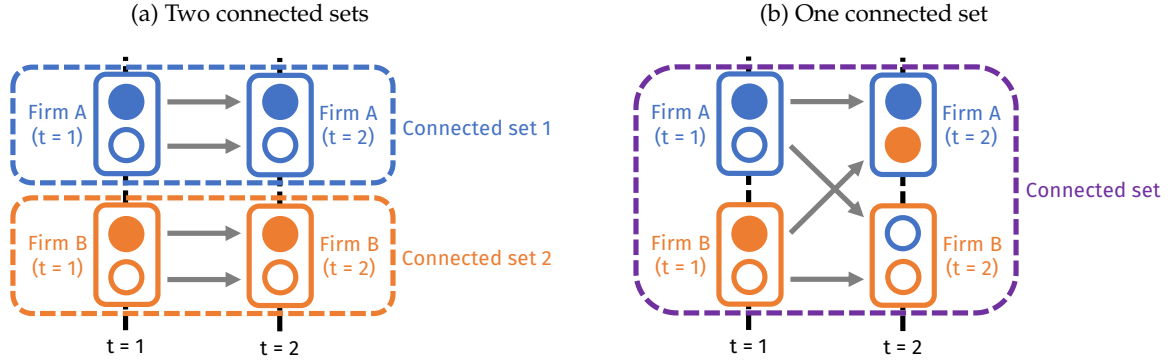 (a) Two connected sets
Firm A
(t = 1)
Firm A
(t = 2)
Connected set 1
Firm B
(t = 1)
Firm B
(t = 2)
Connected set 2
t = 1
t = 2
(b) One connected set
Firm A
(t = 1)
Firm A
(t = 2)
Connected set
Firm B
(t = 1)
Firm B
(t = 2)
t = 1
t = 2